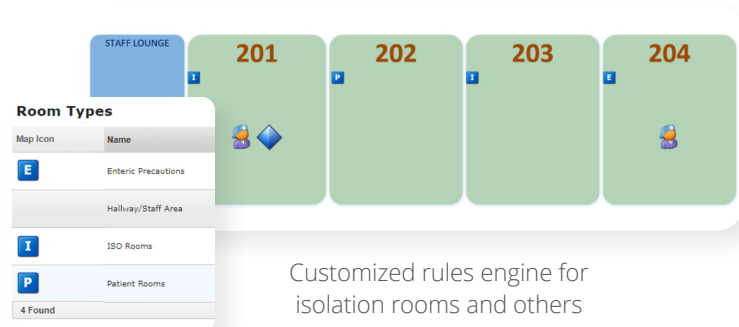 STAFF LOUNGE
201
202
203
204
I
P
I
E
Room Types
Map Icon Name
E Enteric Precautions
Hallway/Staff Area
I ISO Rooms
P Patient Rooms
4 Found
Customized rules engine for
isolation rooms and others